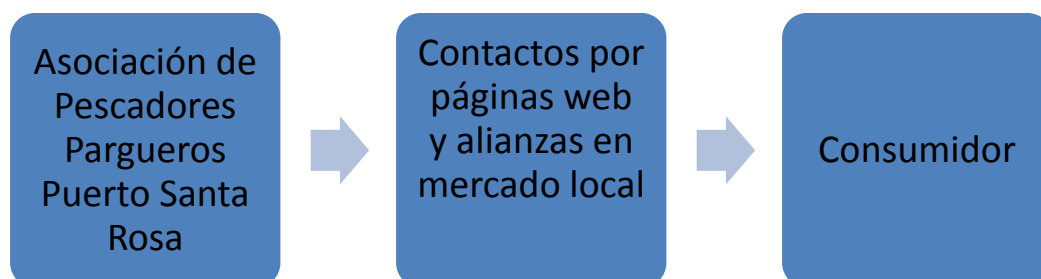 Asociación de
Pescadores
Pargueros
Puerto Santa
Rosa
Contactos por
páginas web
y alianzas en
mercado local
Consumidor